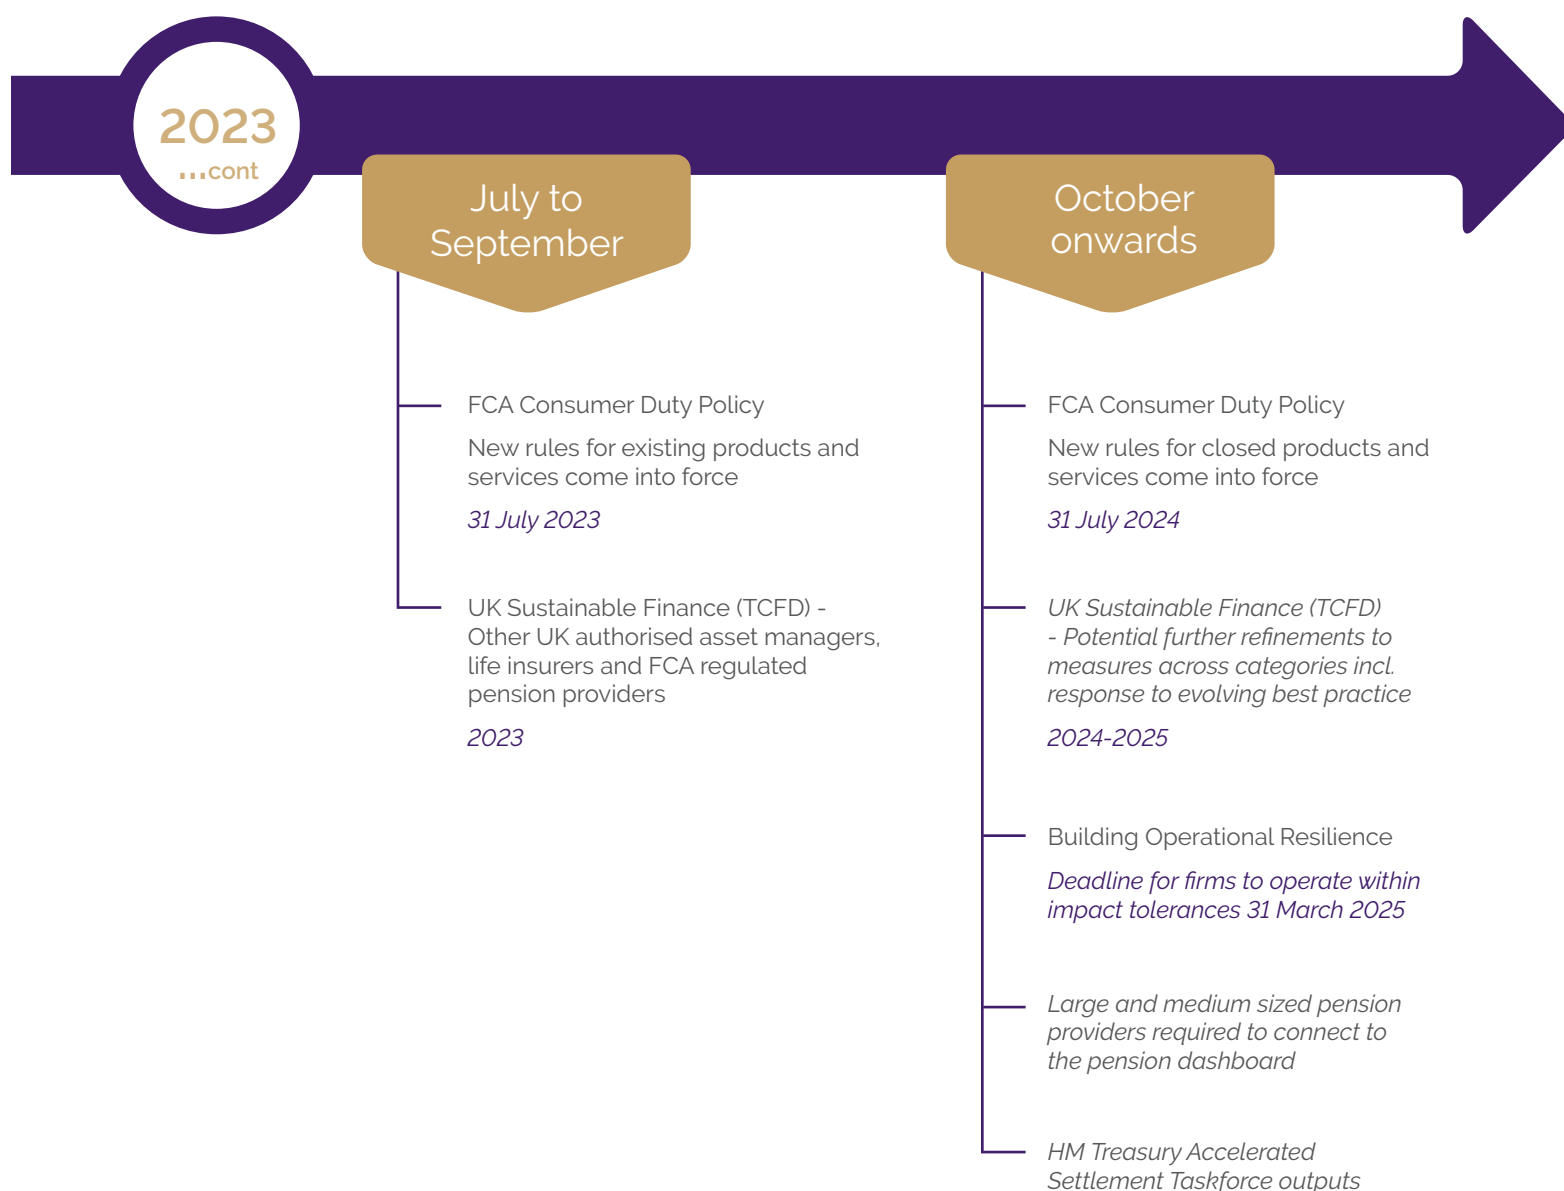 2023
...cont
July to
September
October
onwards
FCA Consumer Duty Policy
New rules for existing products and
services come into force
31 July 2023
UK Sustainable Finance (TCFD) -
Other UK authorised asset managers,
life insurers and FCA regulated
pension providers
2023
FCA Consumer Duty Policy
New rules for closed products and
services come into force
31 July 2024
UK Sustainable Finance (TCFD)
- Potential further refinements to
measures across categories incl.
response to evolving best practice
2024-2025
Building Operational Resilience
Deadline for firms to operate within
impact tolerances 31 March 2025
Large and medium sized pension
providers required to connect to
the pension dashboard
HM Treasury Accelerated
Settlement Taskforce outputs